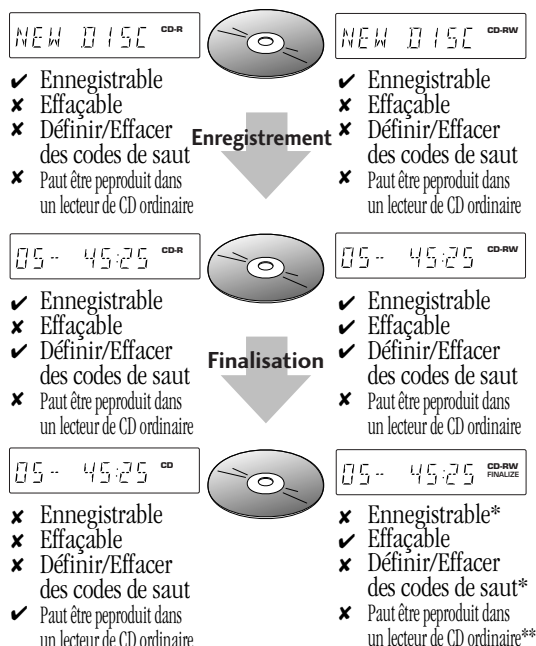 NEW DISC CD-R
✔ Ennegistrable
✘ Effaçable
✘ Définir/Effacer
des codes de saut
✘ Paut être peproduit dans
un lecteur de CD ordinaire
NEW DISC CD-RW
✔ Ennegistrable
✘ Effaçable
✘ Définir/Effacer
des codes de saut
✘ Paut être peproduit dans
un lecteur de CD ordinaire
Enregistrement
05- 45:25 CD-R
✔ Ennegistrable
✘ Effaçable
✔ Définir/Effacer
des codes de saut
✘ Paut être peproduit dans
un lecteur de CD ordinaire
05- 45:25 CD-RW
✔ Ennegistrable
✔ Effaçable
✔ Définir/Effacer
des codes de saut
✘ Paut être peproduit dans
un lecteur de CD ordinaire
Finalisation
05- 45:25 CD
✘ Ennegistrable
✘ Effaçable
✘ Définir/Effacer
des codes de saut
✔ Paut être peproduit dans
un lecteur de CD ordinaire
05- 45:25 CD-RW
FINALIZE
✘ Ennegistrable*
✔ Effaçable
✘ Définir/Effacer
des codes de saut*
✘ Paut être peproduit dans
un lecteur de CD ordinaire**